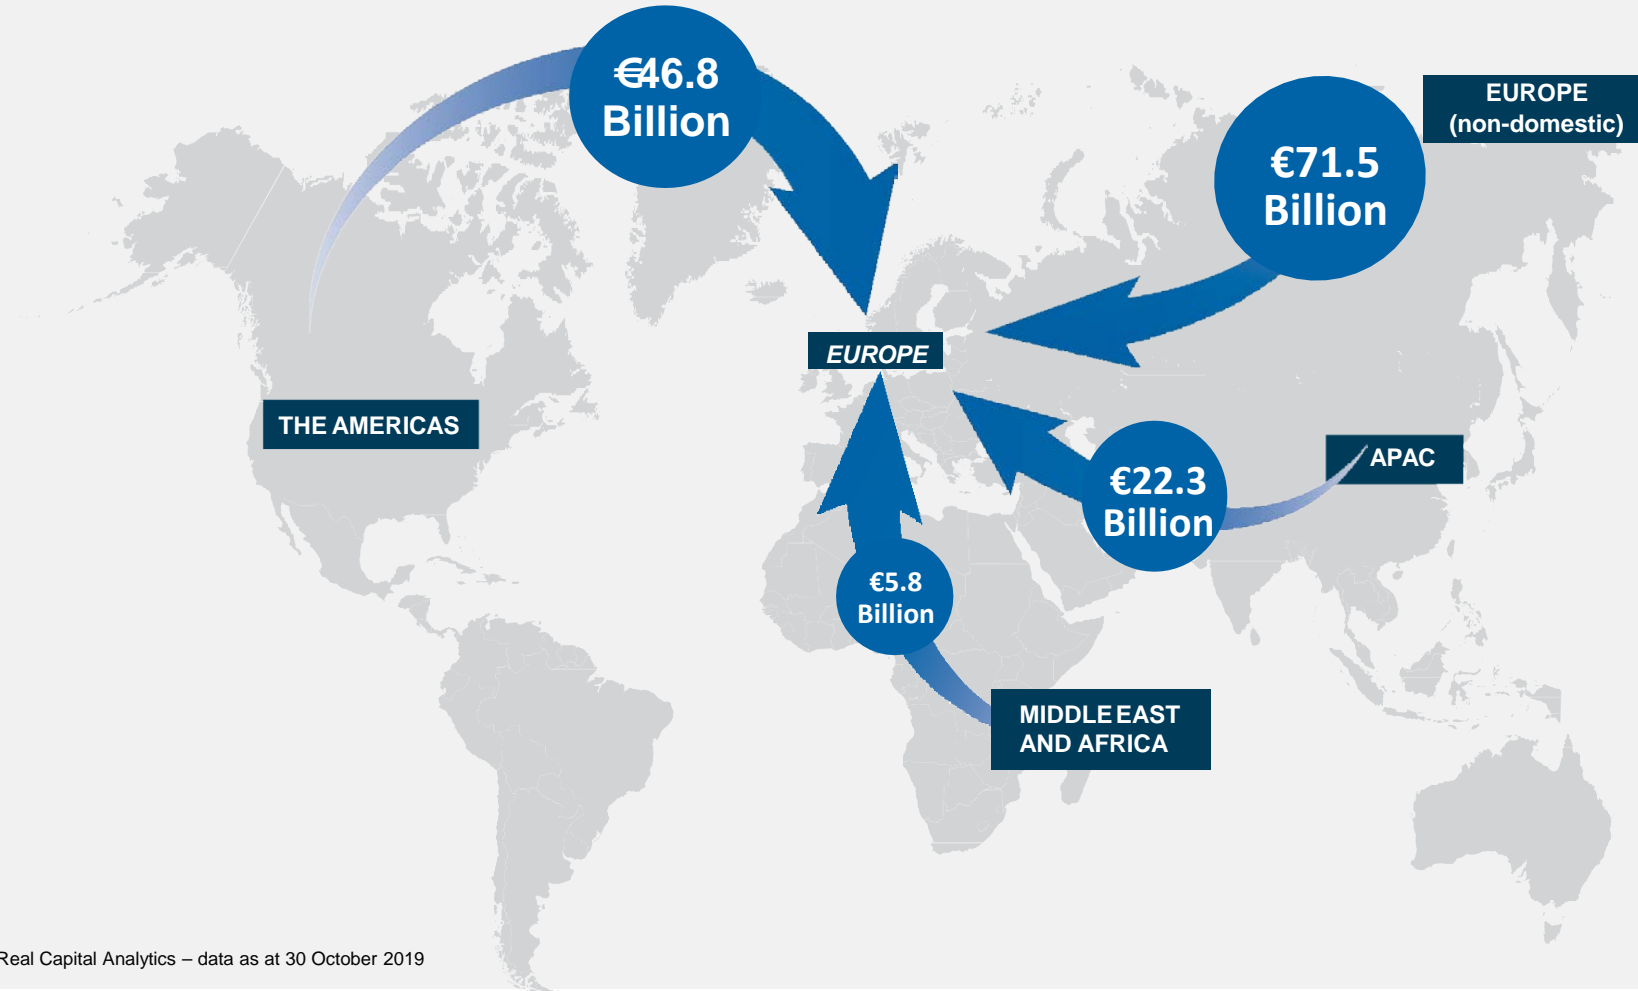 €46.8
Billion
EUROPE
(non-domestic)
€71.5
Billion
EUROPE
THE AMERICAS
APAC
€22.3
Billion
€5.8
Billion
MIDDLE EAST
AND AFRICA
Real Capital Analytics – data as at 30 October 2019